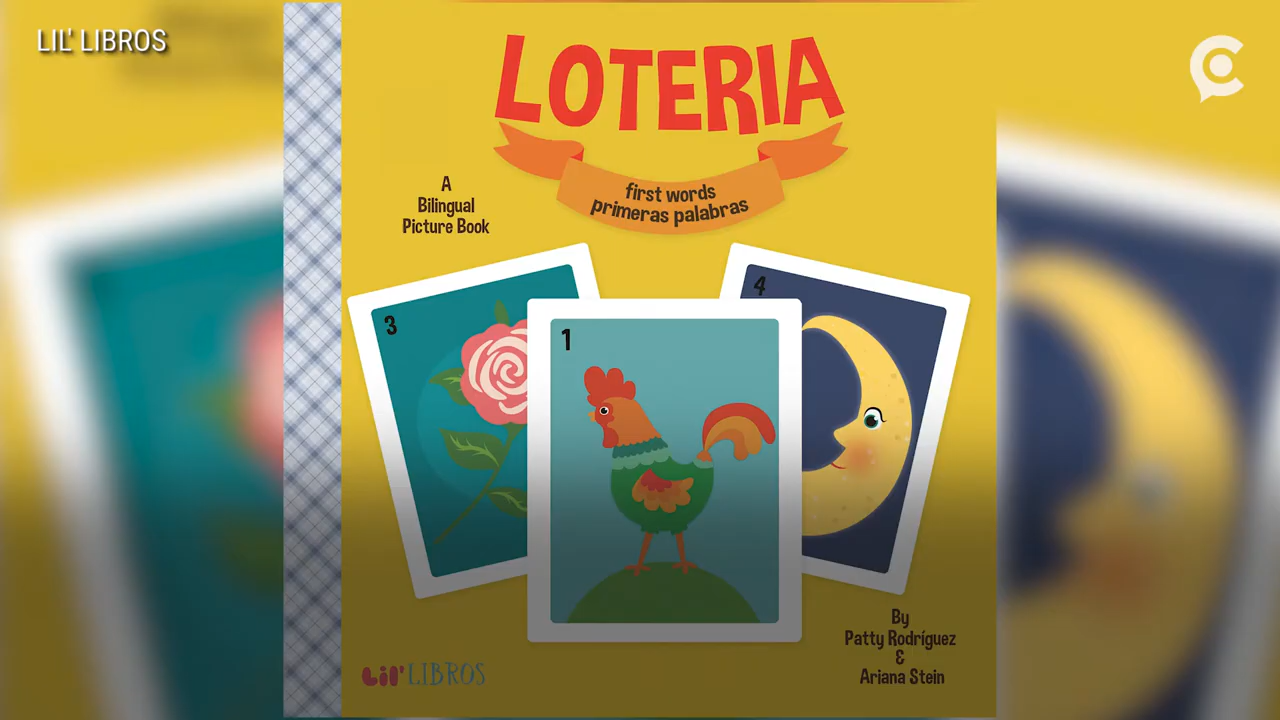 LIL' LIBROS
LOTERIA
first words
primeras palabras
A
Bilingual
Picture Book
3
1
4
By
Patty Rodríguez
&
Ariana Stein
Lil' LIBROS